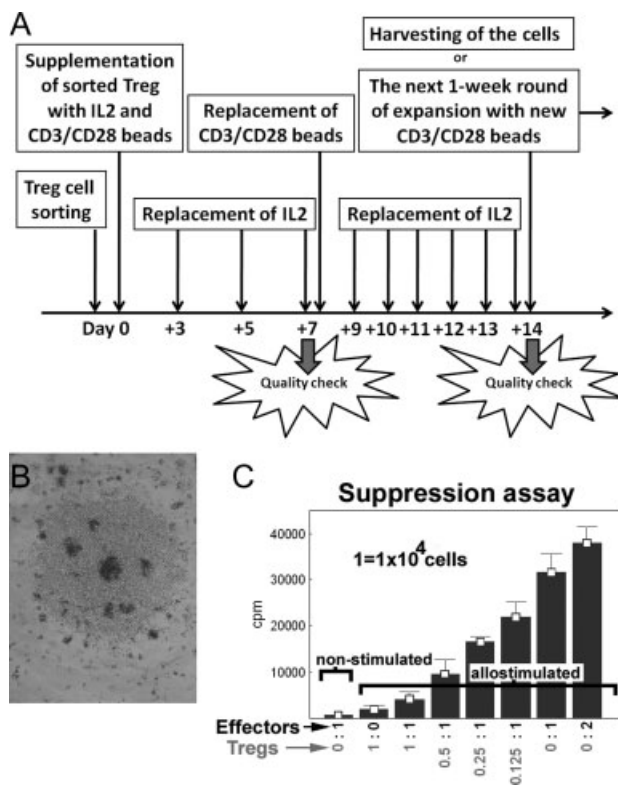 A
Supplementation
of sorted Treg
with IL2 and
CD3/CD28 beads
Replacement of
CD3/CD28 beads
Harvesting of the cells
or
The next 1-week round
of expansion with new
CD3/CD28 beads
Treg cell
sorting
Replacement of IL2
Replacement of IL2
Day 0 +3 +5 +7 +9 +10 +11 +12 +13 +14
Quality check
Quality check
B
C
Suppression assay
1=1x10⁴ cells
cpm
40000
30000
20000
10000
non-stimulated
allostimulated
Effectors
Tregs
0 : 1
1 : 0
1 : 1
0.5 : 1
0.25 : 1
0.125 : 1
0 : 1
0 : 2